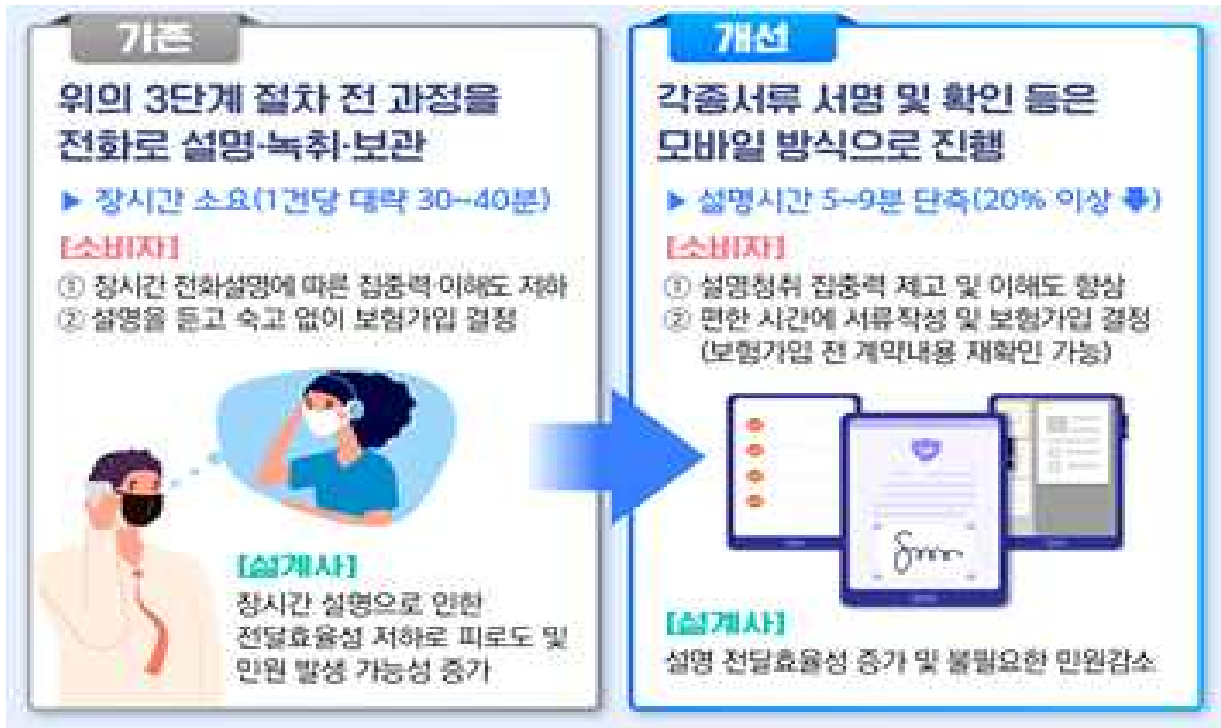 기존
위의 3단계 절차 전 과정을
전화로 설명·녹취·보관
▶ 장시간 소요(1건당 대략 30~40분)
[소비자]
① 장시간 전화설명에 따른 집중력·이해도 저하
② 설명을 듣고 숙고 없이 보험가입 결정
[설계사]
장시간 설명으로 인한
전달효율성 저하로 피로도 및
민원 발생 가능성 증가
개선
각종서류 서명 및 확인 등은
모바일 방식으로 진행
▶ 설명시간 5~9분 단축(20% 이상 🡇)
[소비자]
① 설명청취 집중력 제고 및 이해도 향상
② 편한 시간에 서류작성 및 보험가입 결정
(보험가입 전 계약내용 재확인 가능)
[설계사]
설명 전달효율성 증가 및 불필요한 민원감소